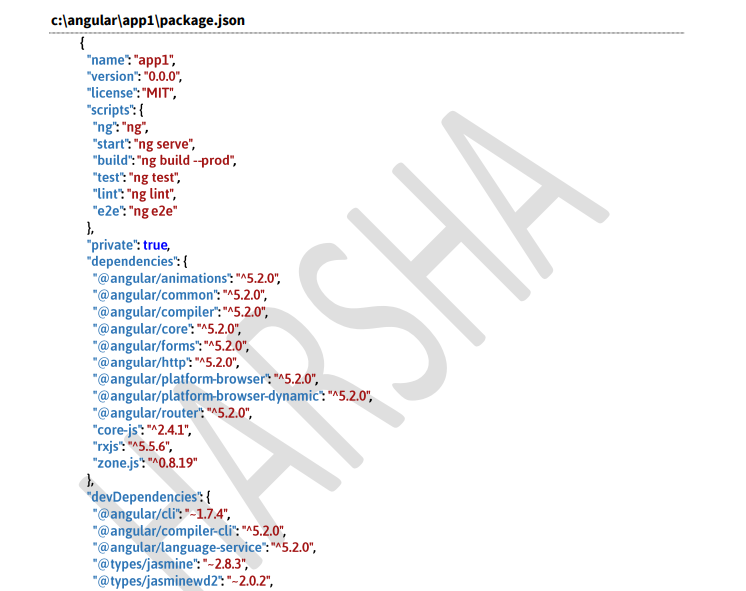 c:\angular\app1\package.json
{
"name": "app1",
"version": "0.0.0",
"license": "MIT",
"scripts": {
"ng": "ng",
"start": "ng serve",
"build": "ng build --prod",
"test": "ng test",
"lint": "ng lint",
"e2e": "ng e2e"
},
"private": true,
"dependencies": {
"@angular/animations": "^5.2.0",
"@angular/common": "^5.2.0",
"@angular/compiler": "^5.2.0",
"@angular/core": "^5.2.0",
"@angular/forms": "^5.2.0",
"@angular/http": "^5.2.0",
"@angular/platform-browser": "^5.2.0",
"@angular/platform-browser-dynamic": "^5.2.0",
"@angular/router": "^5.2.0",
"core-js": "^2.4.1",
"rxjs": "^5.5.6",
"zone.js": "^0.8.19"
},
"devDependencies": {
"@angular/cli": "~1.7.4",
"@angular/compiler-cli": "^5.2.0",
"@angular/language-service": "^5.2.0",
"@types/jasmine": "~2.8.3",
"@types/jasminewd2": "~2.0.2",
HARSHA